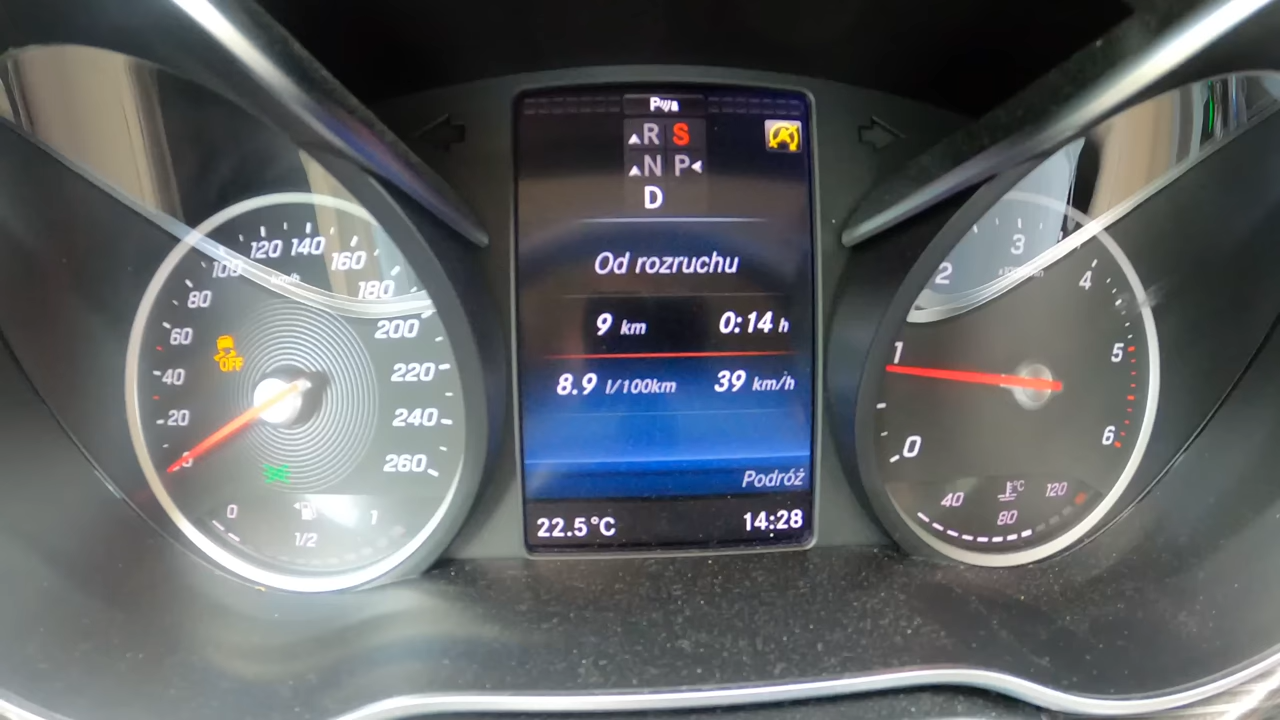 P
R S
N P
D
Od rozruchu
9 km 0:14 h
8.9 l/100km 39 km/h
Podróż
22.5°C 14:28
0
20
40
60
80
100
120
140
160
180
200
220
240
260
km/h
OFF
0 1/2 1
0
1
2
3
4
5
6
40 80 120
°C